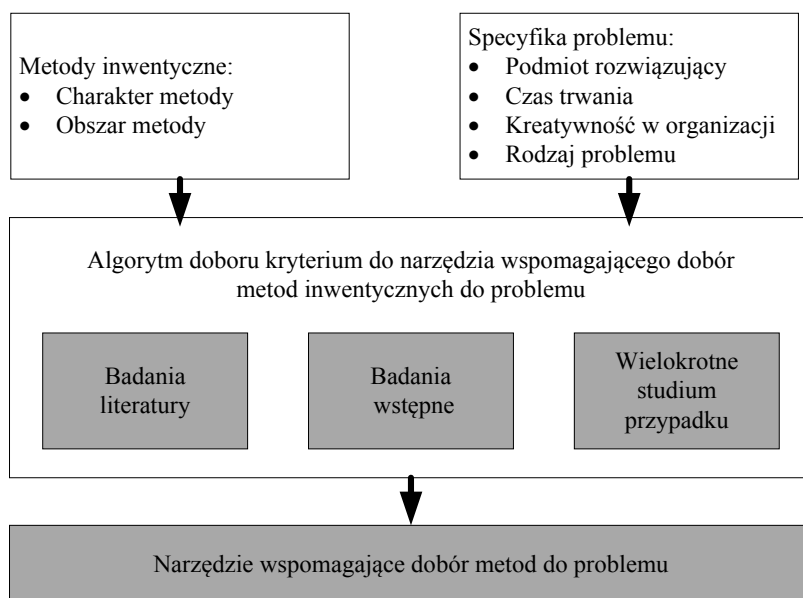 Metody inwentyczne:
• Charakter metody
• Obszar metody
Specyfika problemu:
• Podmiot rozwiązujący
• Czas trwania
• Kreatywność w organizacji
• Rodzaj problemu
Algorytm doboru kryterium do narzędzia wspomagającego dobór
metod inwentycznych do problemu
Badania
literatury
Badania
wstępne
Wielokrotne
studium
przypadku
Narzędzie wspomagające dobór metod do problemu